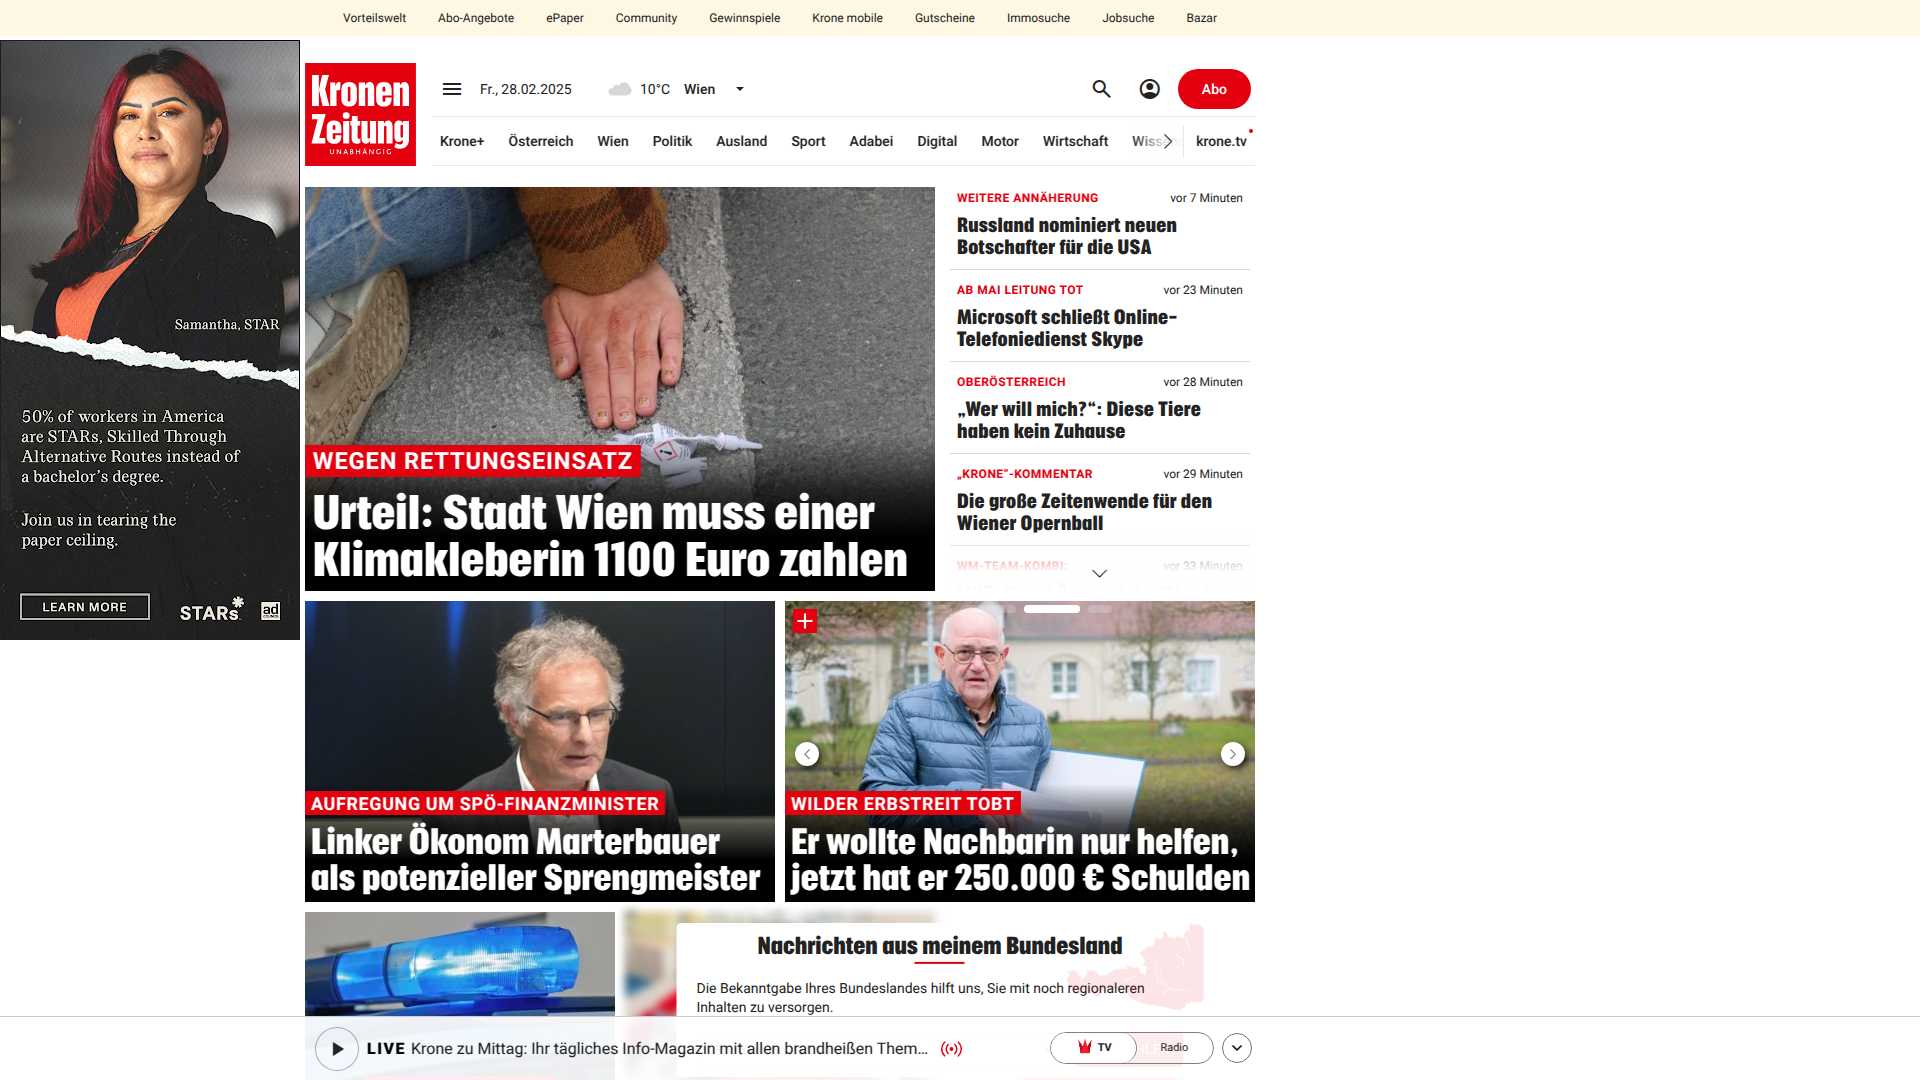 Vorteilswelt Abo-Angebote ePaper Community Gewinnspiele Krone mobile Gutscheine Immosuche Jobsuche Bazar
Samantha, STAR
50% of workers in America
are STARs, Skilled Through
Alternative Routes instead of
a bachelor's degree.
Join us in tearing the
paper ceiling.
LEARN MORE
STARs
ad
Kronen
Zeitung
UNABHÄNGIG
Fr., 28.02.2025
10°C Wien
Abo
Krone+ Österreich Wien Politik Ausland Sport Adabei Digital Motor Wirtschaft krone.tv
WEGEN RETTUNGSEINSATZ
Urteil: Stadt Wien muss einer
Klimakleberin 1100 Euro zahlen
WEITERE ANNÄHERUNG vor 7 Minuten
Russland nominiert neuen
Botschafter für die USA
AB MAI LEITUNG TOT vor 23 Minuten
Microsoft schließt Online-
Telefoniedienst Skype
OBERÖSTERREICH vor 28 Minuten
„Wer will mich?“: Diese Tiere
haben kein Zuhause
„KRONE“-KOMMENTAR vor 29 Minuten
Die große Zeitenwende für den
Wiener Opernball
WM-TEAM-KOMBI: vor 33 Minuten
AUFREGUNG UM SPÖ-FINANZMINISTER
Linker Ökonom Marterbauer
als potenzieller Sprengmeister
WILDER ERBSTREIT TOBT
Er wollte Nachbarin nur helfen,
jetzt hat er 250.000 € Schulden
Nachrichten aus meinem Bundesland
Die Bekanntgabe Ihres Bundeslandes hilft uns, Sie mit noch regionaleren
Inhalten zu versorgen.
LIVE Krone zu Mittag: Ihr tägliches Info-Magazin mit allen brandheißen Them...
TV Radio